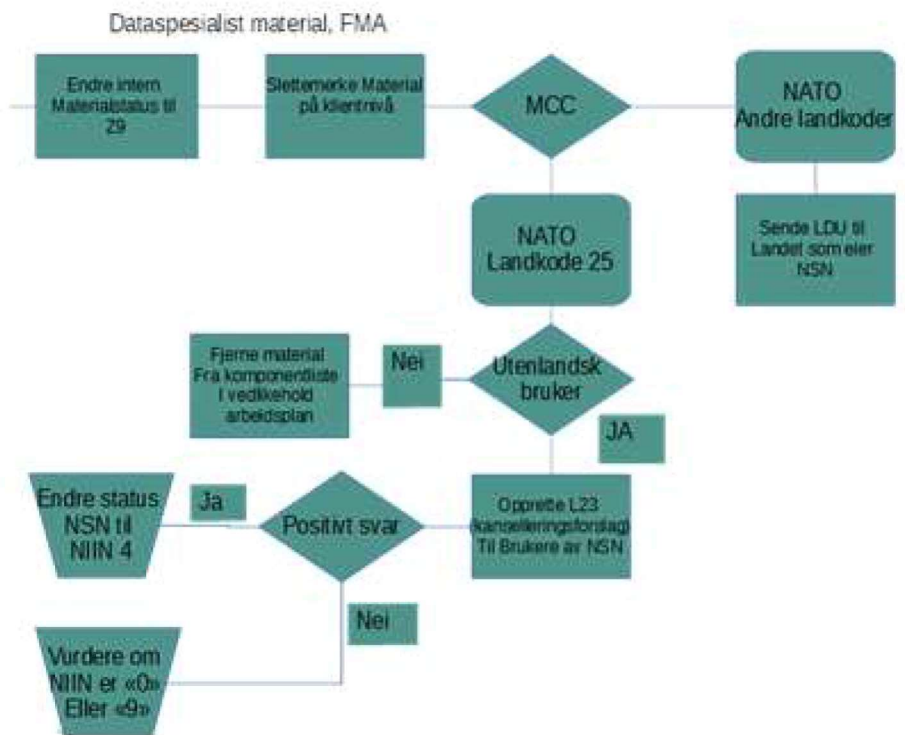 Dataspesialist material, FMA
Endre intern
Materialstatus til
Z9
Slettemerke Material
på klientnivå
MCC
NATO
Andre landkoder
Sende LDU til
Landet som eier
NSN
NATO
Landkode 25
Utenlandsk
bruker
Nei
Fjerne material
Fra komponentliste
I vedlikehold
arbeidsplan
JA
Opprette L23
(kanselleringsforslag)
Til Brukere av NSN
Positivt svar
Ja
Endre status
NSN til
NIIN 4
Nei
Vurdere om
NIIN er «0»
Eller «9»